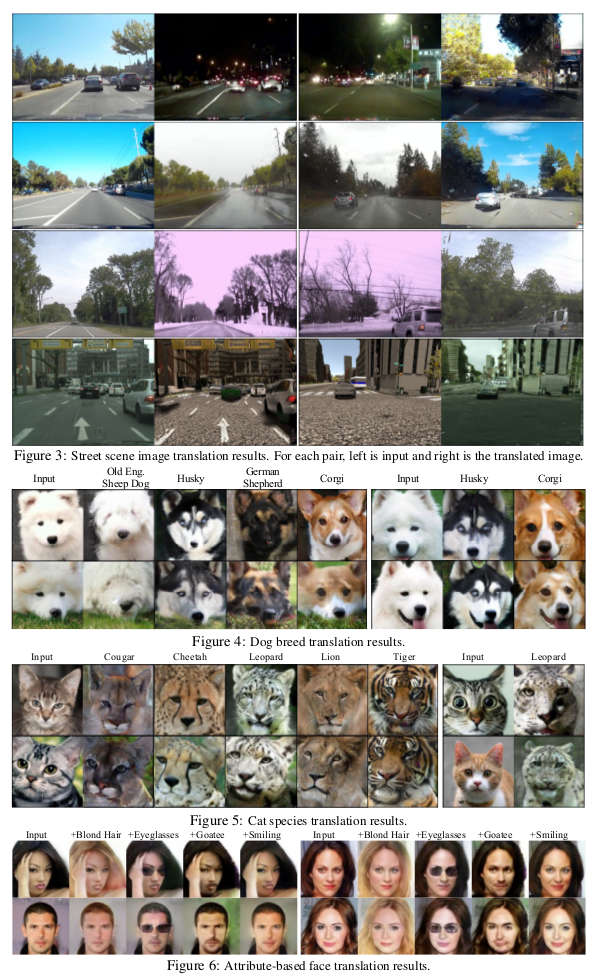 Figure 3: Street scene image translation results. For each pair, left is input and right is the translated image.
Input Old Eng. Sheep Dog Husky German Shepherd Corgi Input Husky Corgi
Figure 4: Dog breed translation results.
Input Cougar Cheetah Leopard Lion Tiger Input Leopard
Figure 5: Cat species translation results.
Input +Blond Hair +Eyeglasses +Goatee +Smiling Input +Blond Hair +Eyeglasses +Goatee +Smiling
Figure 6: Attribute-based face translation results.